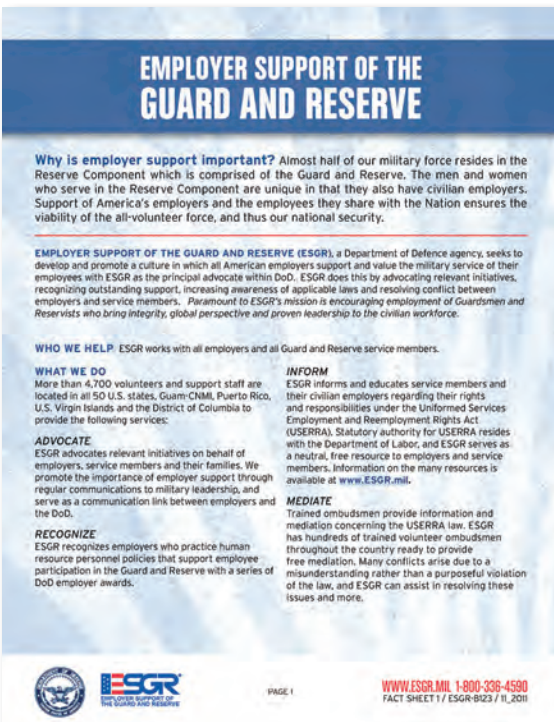 EMPLOYER SUPPORT OF THE
GUARD AND RESERVE
Why is employer support important? Almost half of our military force resides in the
Reserve Component which is comprised of the Guard and Reserve. The men and women
who serve in the Reserve Component are unique in that they also have civilian employers.
Support of America's employers and the employees they share with the Nation ensures the
viability of the all-volunteer force, and thus our national security.
EMPLOYER SUPPORT OF THE GUARD AND RESERVE (ESGR), a Department of Defence agency, seeks to
develop and promote a culture in which all American employers support and value the military service of their
employees with ESGR as the principal advocate within DoD. ESGR does this by advocating relevant initiatives,
recognizing outstanding support, increasing awareness of applicable laws and resolving conflict between
employers and service members. Paramount to ESGR's mission is encouraging employment of Guardsmen and
Reservists who bring integrity, global perspective and proven leadership to the civilian workforce.
WHO WE HELP ESGR works with all employers and all Guard and Reserve service members.
WHAT WE DO
More than 4,700 volunteers and support staff are
located in all 50 U.S. states, Guam-CNMI, Puerto Rico,
U.S. Virgin Islands and the District of Columbia to
provide the following services:
ADVOCATE
ESGR advocates relevant initiatives on behalf of
employers, service members and their families. We
promote the importance of employer support through
regular communications to military leadership, and
serve as a communication link between employers and
the DoD.
RECOGNIZE
ESGR recognizes employers who practice human
resource personnel policies that support employee
participation in the Guard and Reserve with a series of
DoD employer awards.
INFORM
ESGR informs and educates service members and
their civilian employers regarding their rights
and responsibilities under the Uniformed Services
Employment and Reemployment Rights Act
(USERRA). Statutory authority for USERRA resides
with the Department of Labor, and ESGR serves as
a neutral, free resource to employers and service
members. Information on the many resources is
available at www.ESGR.mil.
MEDIATE
Trained ombudsmen provide information and
mediation concerning the USERRA law. ESGR
has hundreds of trained volunteer ombudsmen
throughout the country ready to provide
free mediation. Many conflicts arise due to a
misunderstanding rather than a purposeful violation
of the law, and ESGR can assist in resolving these
issues and more.
ESGR
EMPLOYER SUPPORT OF
THE GUARD AND RESERVE
PAGE 1
WWW.ESGR.MIL 1-800-336-4590
FACT SHEET 1 / ESGR-B123 / 11_2011